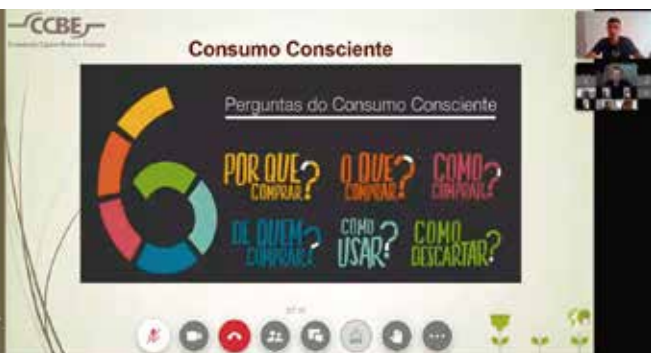 CCBE
Consumo Consciente
Perguntas do Consumo Consciente
POR QUE COMPRAR?
O QUE COMPRAR?
COMO COMPRAR?
DE QUEM COMPRAR?
COMO USAR?
COMO DESCARTAR?